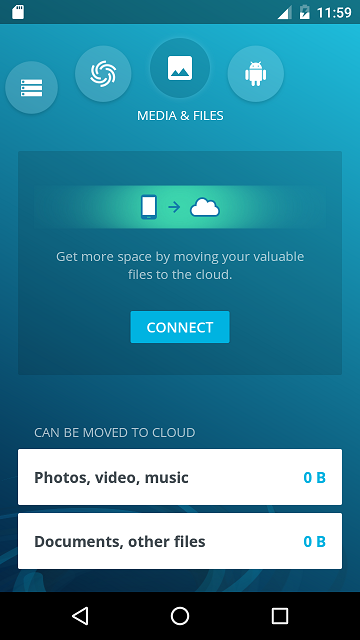 11:59
MEDIA & FILES
Get more space by moving your valuable
files to the cloud.
CONNECT
CAN BE MOVED TO CLOUD
Photos, video, music 0 B
Documents, other files 0 B